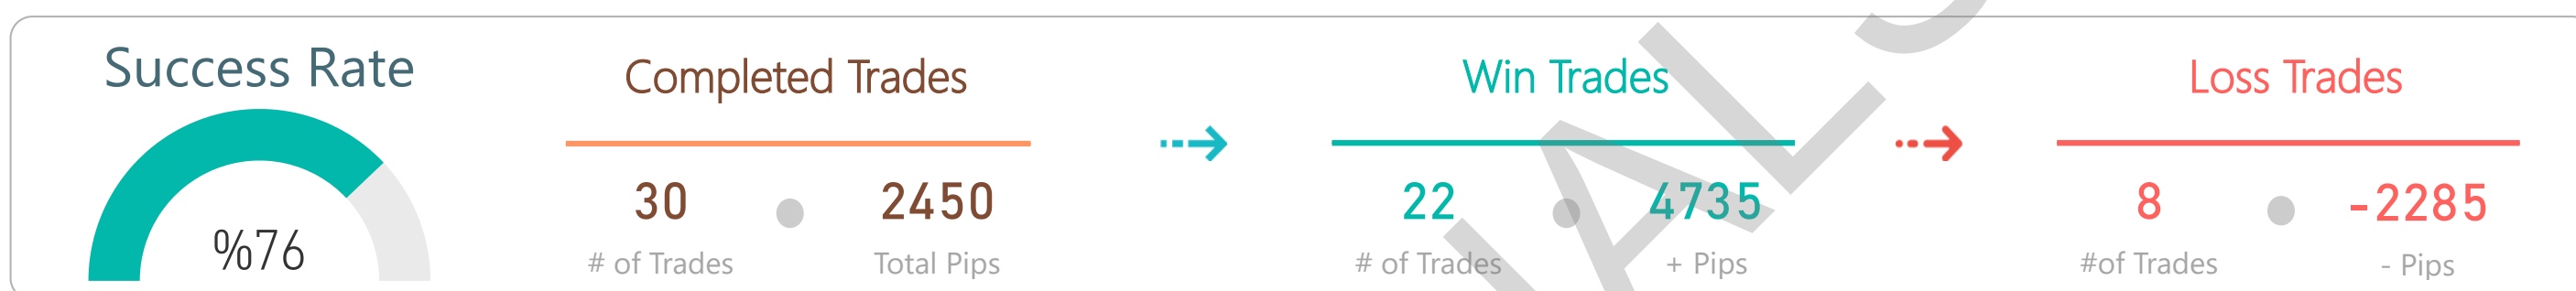 Success Rate
%76
Completed Trades
30 2450
# of Trades Total Pips
Win Trades
22 4735
# of Trades + Pips
Loss Trades
8 -2285
#of Trades - Pips